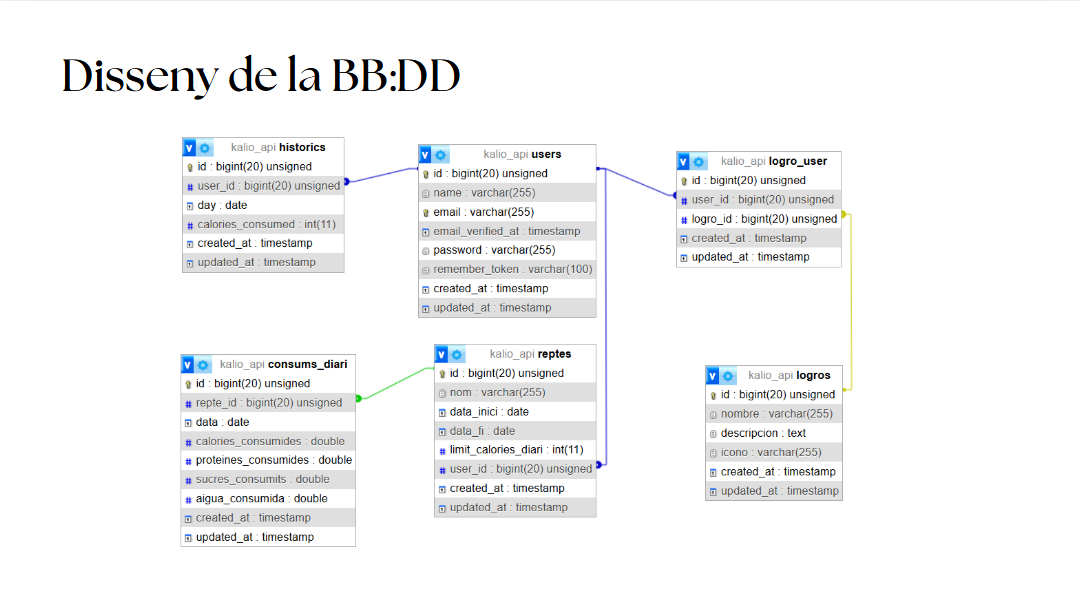 Disseny de la BB:DD
kalio_api historics
id : bigint(20) unsigned
user_id : bigint(20) unsigned
day : date
calories_consumed : int(11)
created_at : timestamp
updated_at : timestamp
kalio_api users
id : bigint(20) unsigned
name : varchar(255)
email : varchar(255)
email_verified_at : timestamp
password : varchar(255)
remember_token : varchar(100)
created_at : timestamp
updated_at : timestamp
kalio_api logro_user
id : bigint(20) unsigned
user_id : bigint(20) unsigned
logro_id : bigint(20) unsigned
created_at : timestamp
updated_at : timestamp
kalio_api consums_diari
id : bigint(20) unsigned
repte_id : bigint(20) unsigned
data : date
calories_consumides : double
proteines_consumides : double
sucres_consumits : double
aigua_consumida : double
created_at : timestamp
updated_at : timestamp
kalio_api reptes
id : bigint(20) unsigned
nom : varchar(255)
data_inici : date
data_fi : date
limit_calories_diari : int(11)
user_id : bigint(20) unsigned
created_at : timestamp
updated_at : timestamp
kalio_api logros
id : bigint(20) unsigned
nombre : varchar(255)
descripcion : text
icono : varchar(255)
created_at : timestamp
updated_at : timestamp